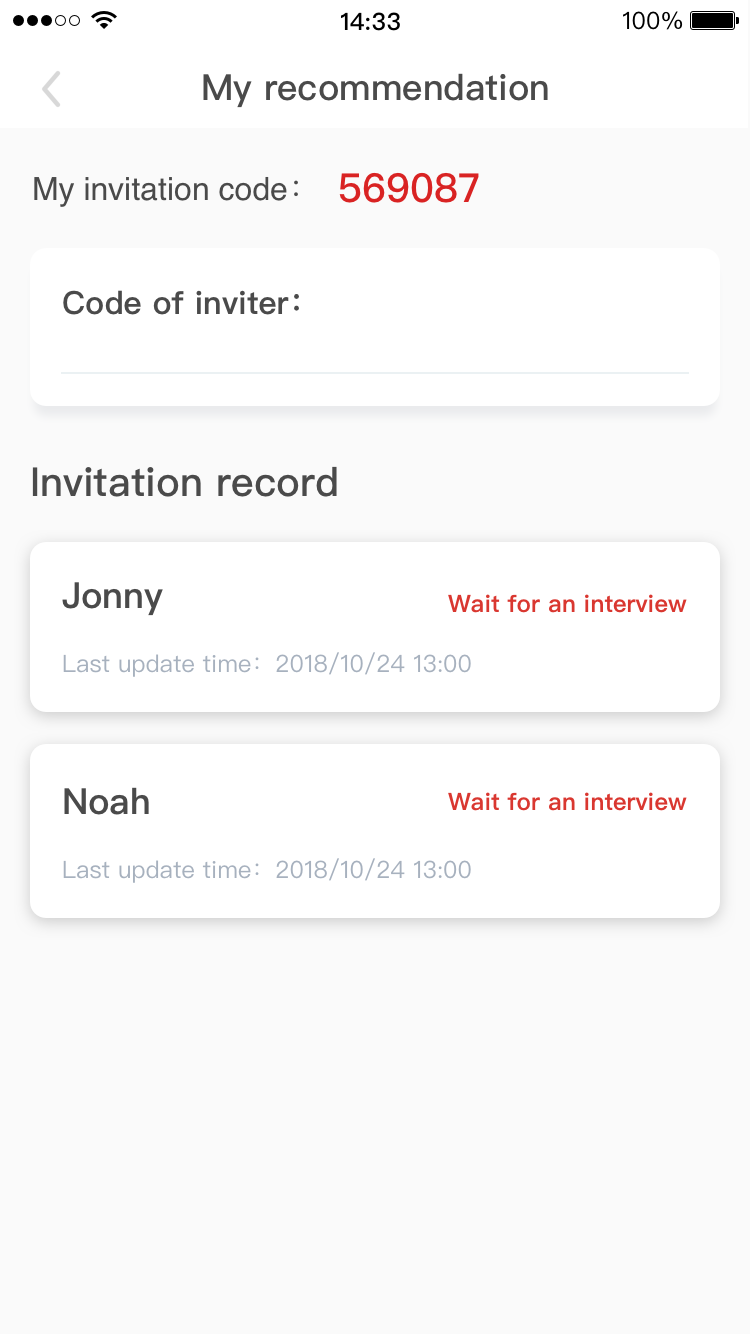 14:33 100%
My recommendation
My invitation code： 569087
Code of inviter：
Invitation record
Jonny
Wait for an interview
Last update time：2018/10/24 13:00
Noah
Wait for an interview
Last update time：2018/10/24 13:00